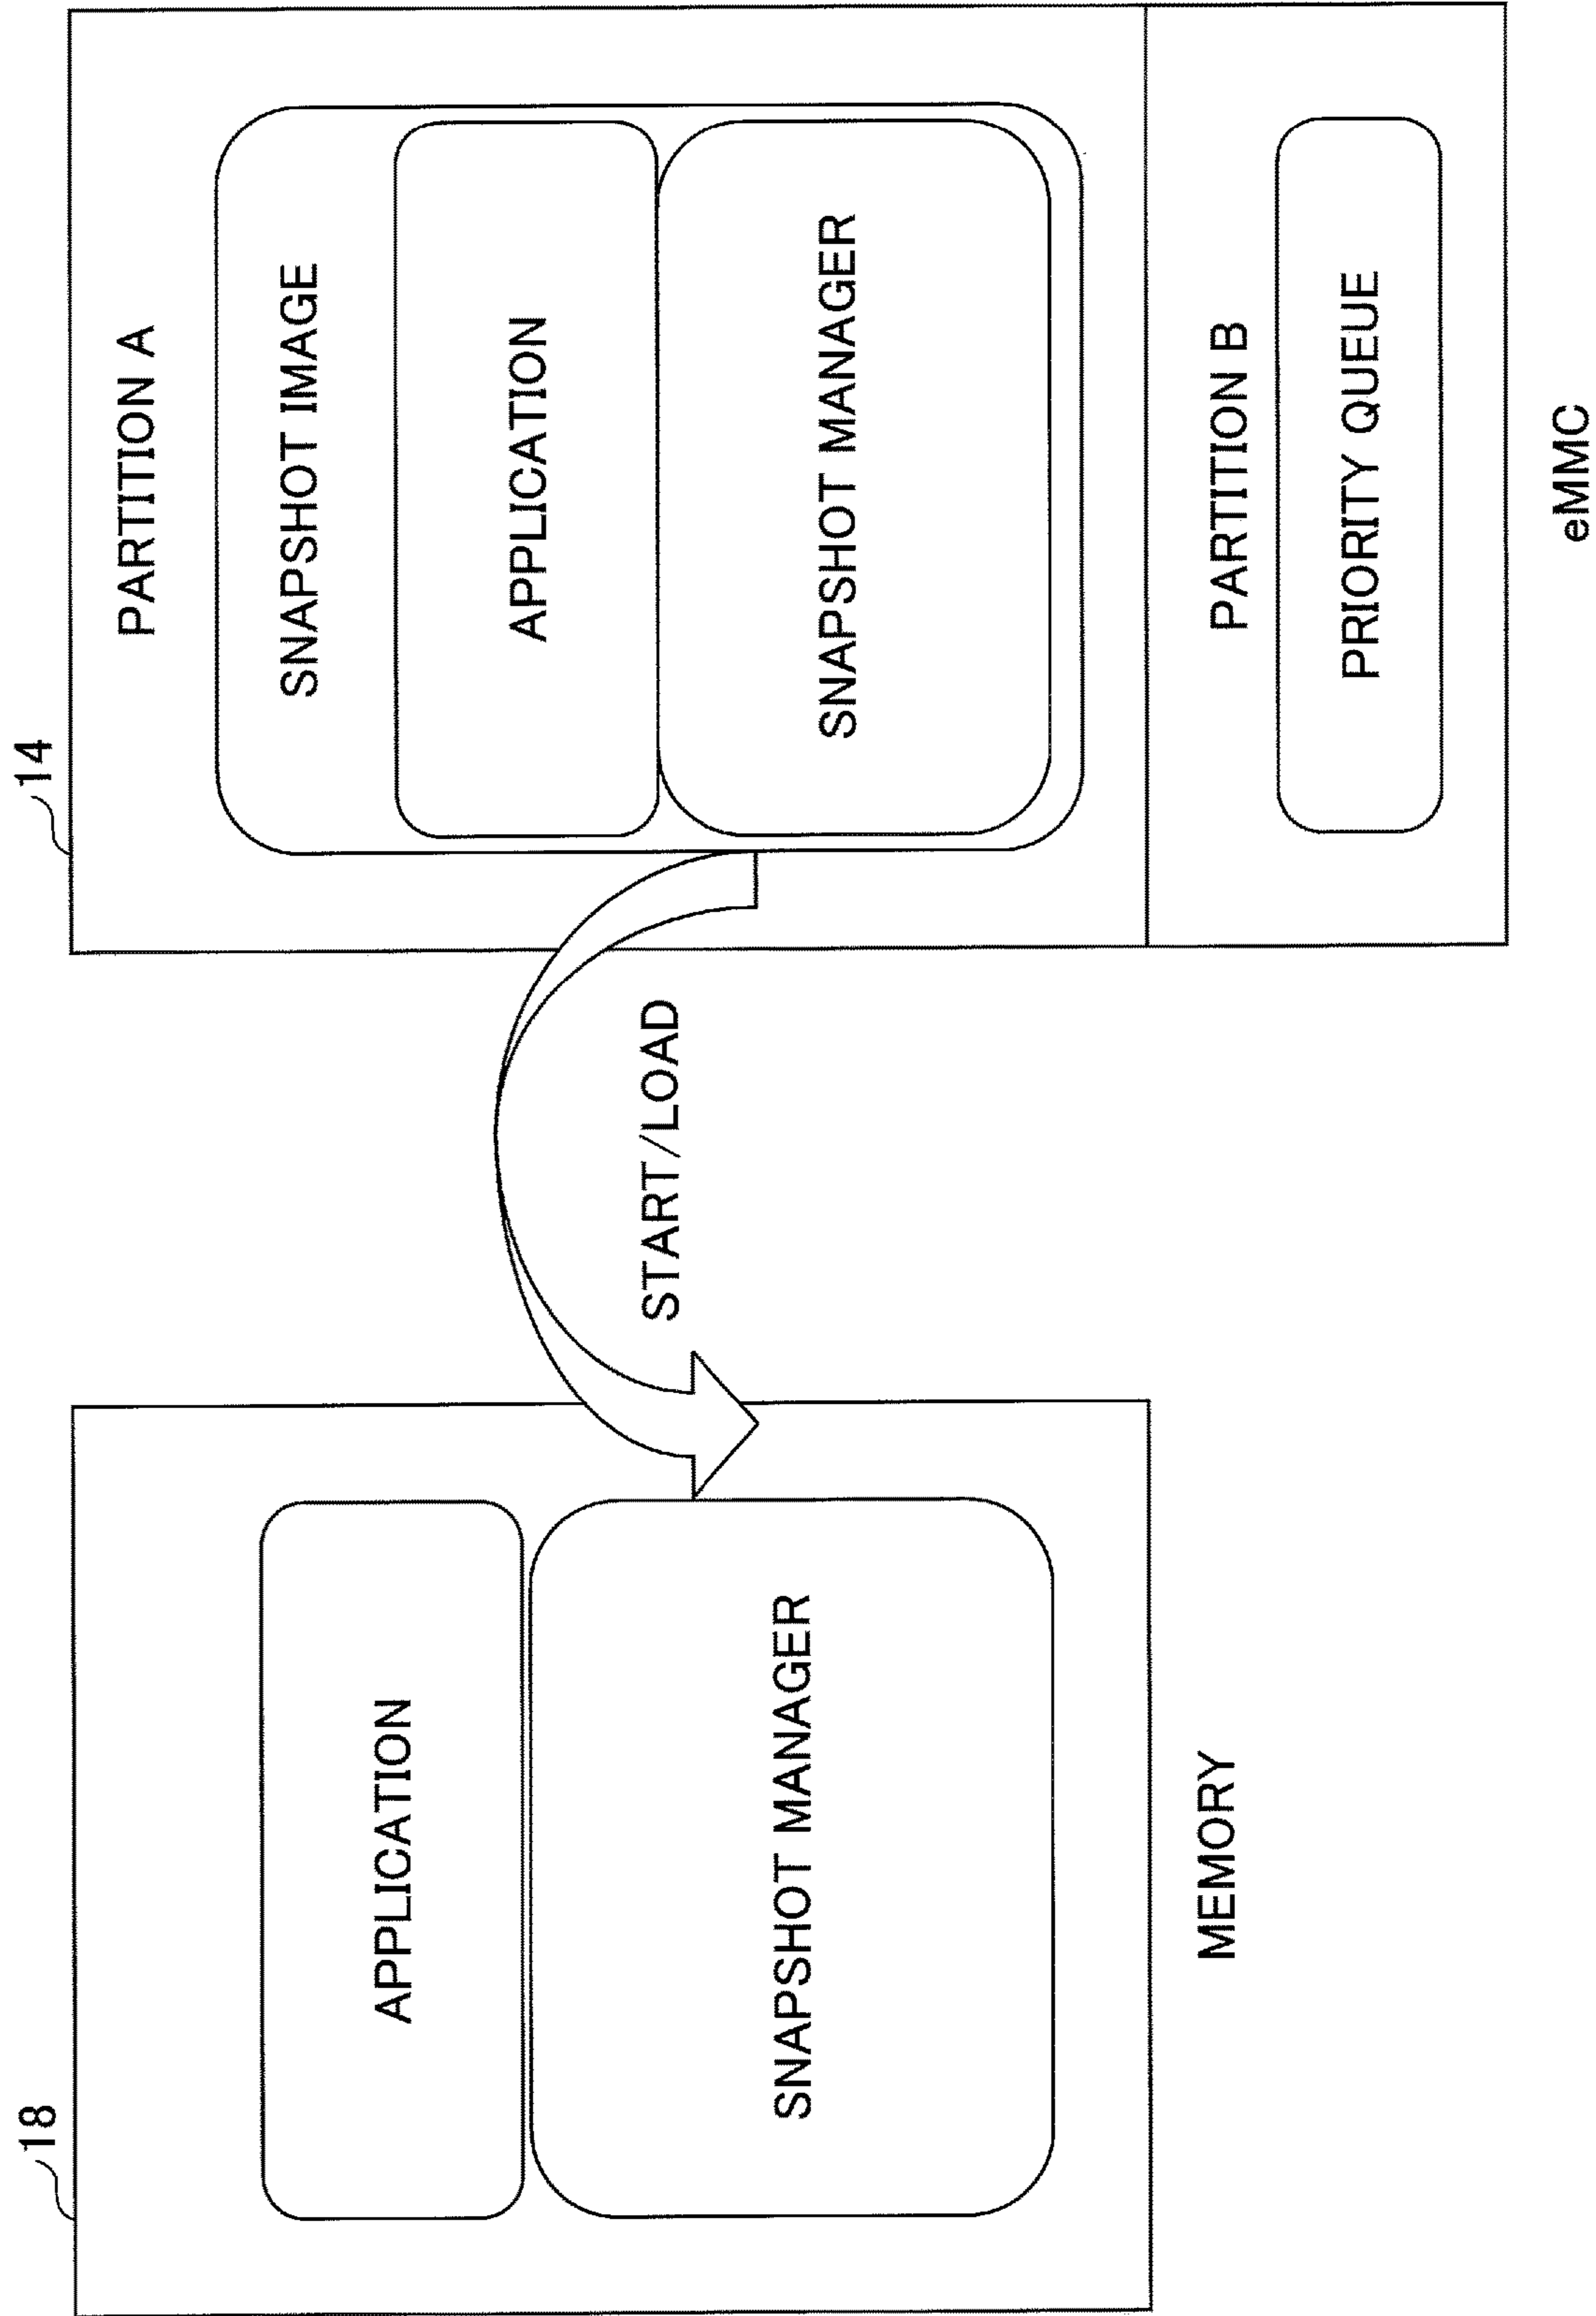 18
APPLICATION
SNAPSHOT MANAGER
MEMORY
START/LOAD
14
PARTITION A
SNAPSHOT IMAGE
APPLICATION
SNAPSHOT MANAGER
PARTITION B
PRIORITY QUEUE
eMMC